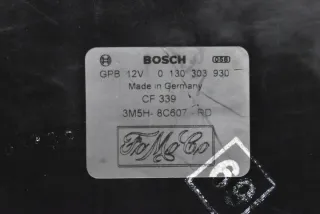 BOSCH
GPB 12V 0 130 303 930
Made in Germany
CF 339
3M5H- 8C607 - RD
FoMoCo